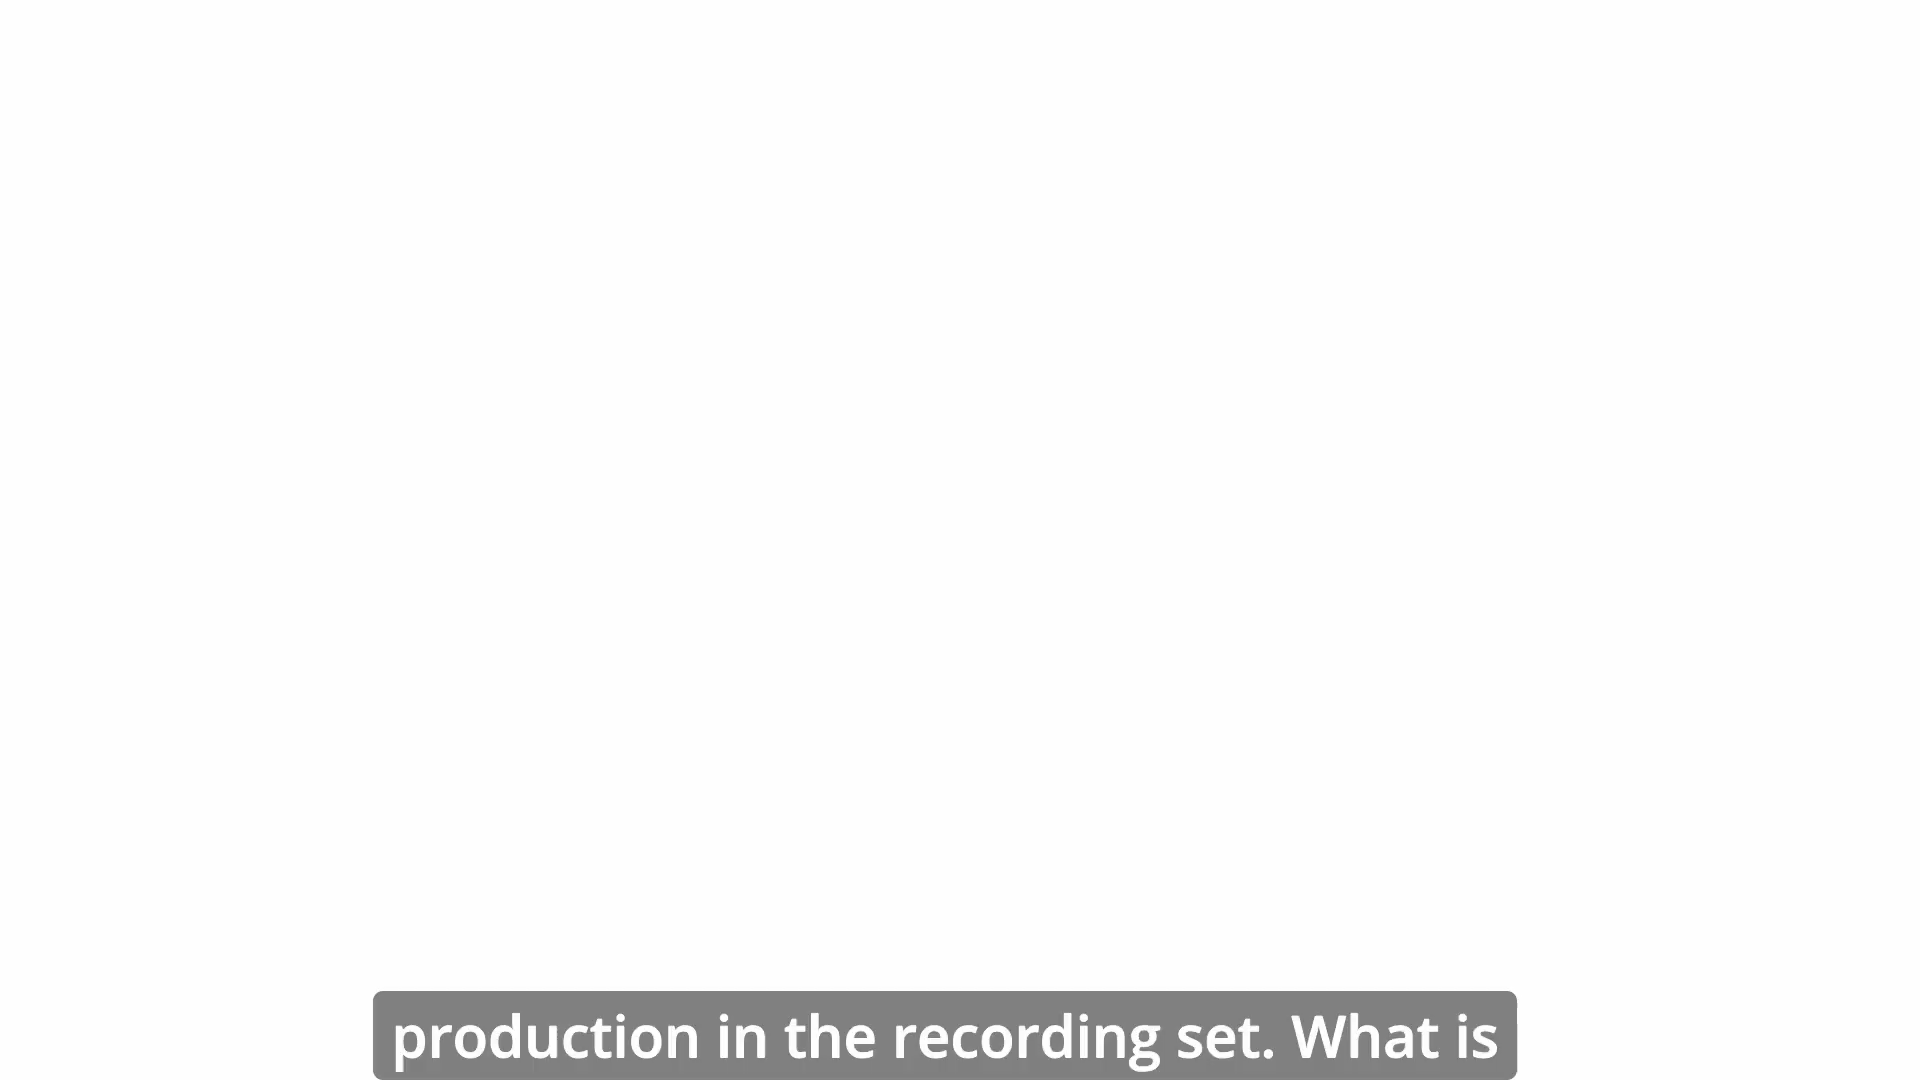 production in the recording set. What is